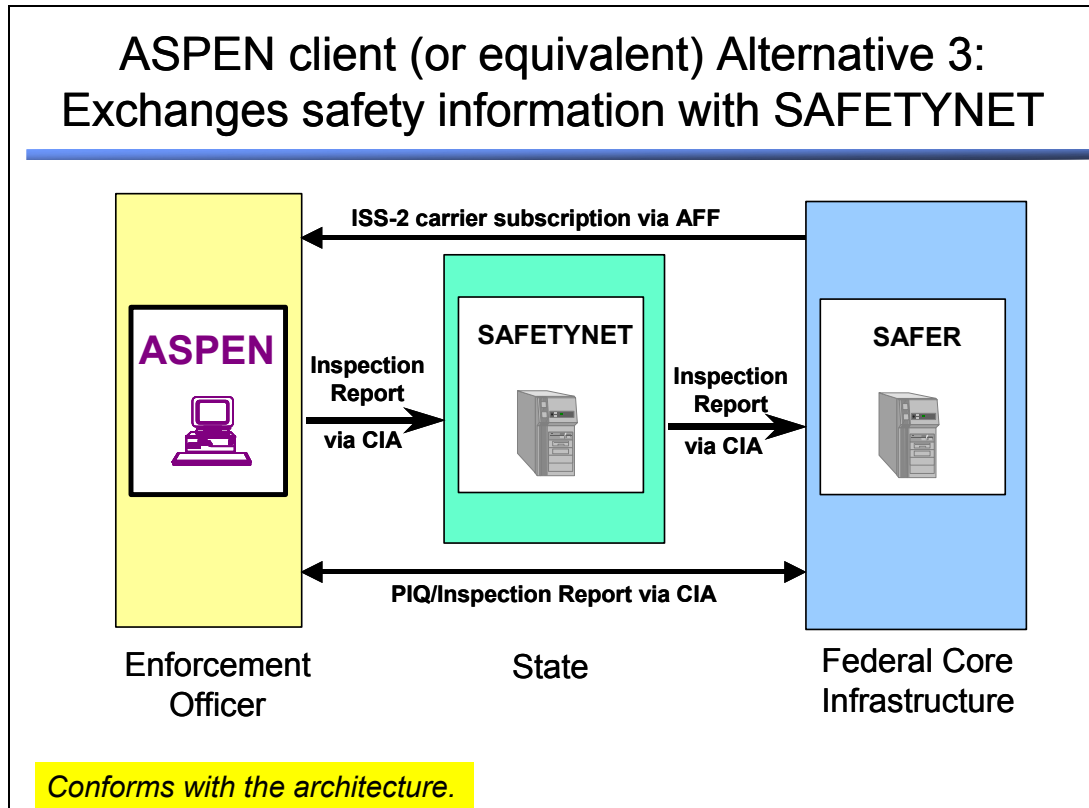 ASPEN client (or equivalent) Alternative 3:
Exchanges safety information with SAFETYNET
ISS-2 carrier subscription via AFF
ASPEN
Inspection
Report
via CIA
SAFETYNET
Inspection
Report
via CIA
SAFER
PIQ/Inspection Report via CIA
Enforcement
Officer
State
Federal Core
Infrastructure
Conforms with the architecture.